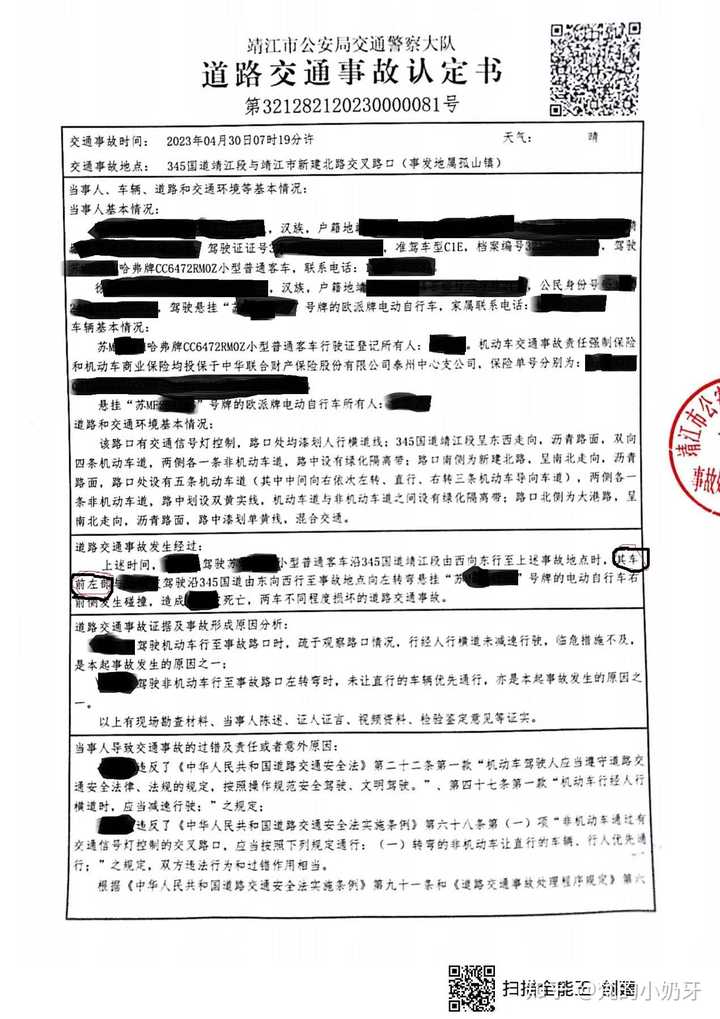 靖江市公安局交通警察大队
道路交通事故认定书
第321282120230000081号
交通事故时间： 2023年04月30日07时19分许 天气： 晴
交通事故地点： 345国道靖江段与靖江市新建北路交叉路口（事发地属孤山镇）
当事人、车辆、道路和交通环境等基本情况：
当事人基本情况：
，汉族，户籍地
驾驶证证号3 ，准驾车型C1E，档案编号3 ，驾驶
苏 哈弗牌CC6472RM0Z小型普通客车，联系电话：
徐 ，汉族，户籍地 ，公民身份号
，驾驶悬挂“苏 号牌的欧派牌电动自行车，家属联系电话：
车辆基本情况：
苏M 哈弗牌CC6472RM0Z小型普通客车行驶证登记所有人： 。机动车交通事故责任强制保险
和机动车商业保险均投保于中华联合财产保险股份有限公司泰州中心支公司，保险单号分别为：
悬挂“苏M ”号牌的欧派牌电动自行车所有人：
道路和交通环境基本情况：
该路口有交通信号灯控制，路口处均漆划人行横道线；345国道靖江段呈东西走向，沥青路面，双向
四条机动车道，两侧各一条非机动车道，路中设有绿化隔离带；路口南侧为新建北路，呈南北走向，沥青
路面，路口处设有五条机动车道（其中中间向右依次左转、直行、右转三条机动车导向车道），两侧各一
条非机动车道，路中划设双黄实线，机动车道与非机动车道之间设有绿化隔离带；路口北侧为大港路，呈
南北走向，沥青路面，路中漆划单黄线，混合交通。
道路交通事故发生经过：
上述时间， 驾驶苏 小型普通客车沿345国道靖江段由西向东行至上述事故地点时，其车
前左侧与 驾驶沿345国道由东向西行至事故地点向左转弯悬挂“苏 ”号牌的电动自行车右
前侧发生碰撞，造成 死亡，两车不同程度损坏的道路交通事故。
道路交通事故证据及事故形成原因分析：
驾驶机动车行至事故路口时，疏于观察路口情况，行经人行横道未减速行驶，临危措施不及，
是本起事故发生的原因之一；
驾驶非机动车行至事故路口左转弯时，未让直行的车辆优先通行，亦是本起事故发生的原因之
一。
以上有现场勘查材料、当事人陈述、证人证言、视频资料、检验鉴定意见等证实。
当事人导致交通事故的过错及责任或者意外原因：
违反了《中华人民共和国道路交通安全法》第二十二条第一款“机动车驾驶人应当遵守道路交
通安全法律、法规的规定，按照操作规范安全驾驶、文明驾驶。”、第四十七条第一款“机动车行经人行
横道时，应当减速行驶；”之规定；
违反了《中华人民共和国道路交通安全法实施条例》第六十八条第（一）项“非机动车通过有
交通信号灯控制的交叉路口，应当按照下列规定通行：（一）转弯的非机动车让直行的车辆、行人优先通
行；”之规定，双方违法行为和过错作用相当。
根据《中华人民共和国道路交通安全法实施条例》第九十一条和《道路交通事故处理程序规定》第六
靖江市公安
事故处
扫描全能王 创建
知乎
的小奶牙